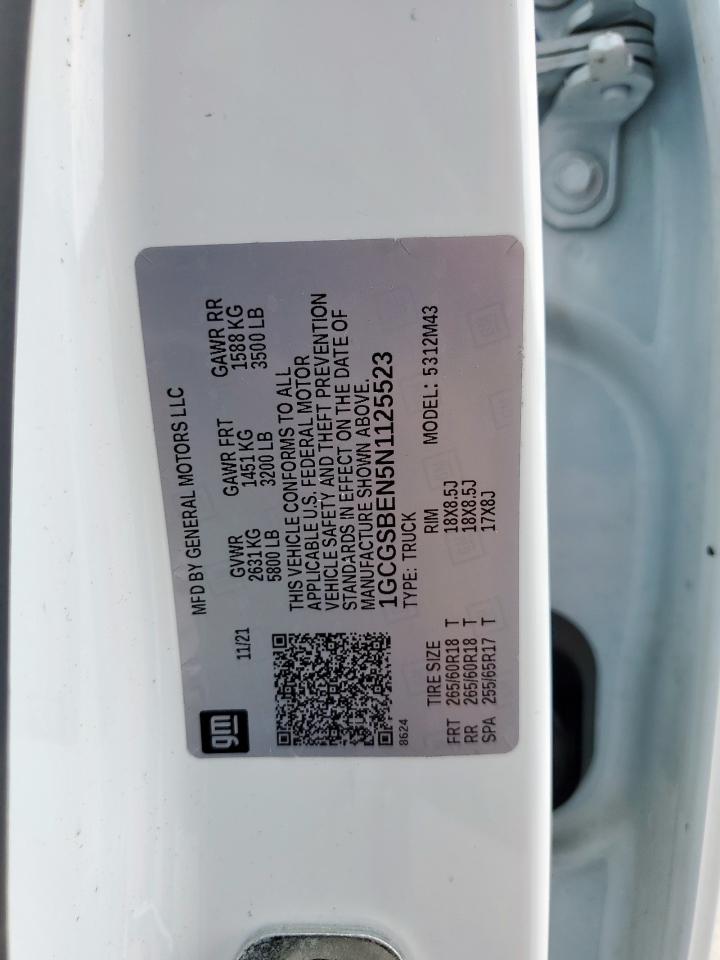 gm
11/21
MFD BY GENERAL MOTORS LLC
GVWR GAWR FRT GAWR RR
2631 KG 1451 KG 1588 KG
5800 LB 3200 LB 3500 LB
THIS VEHICLE CONFORMS TO ALL
APPLICABLE U.S. FEDERAL MOTOR
VEHICLE SAFETY AND THEFT PREVENTION
STANDARDS IN EFFECT ON THE DATE OF
MANUFACTURE SHOWN ABOVE.
1GCGSBEN5N1125523
8624
TYPE: TRUCK MODEL: 5312M43
TIRE SIZE RIM
FRT 265/60R18 T 18X8.5J
RR 265/60R18 T 18X8.5J
SPA 255/65R17 T 17X8J